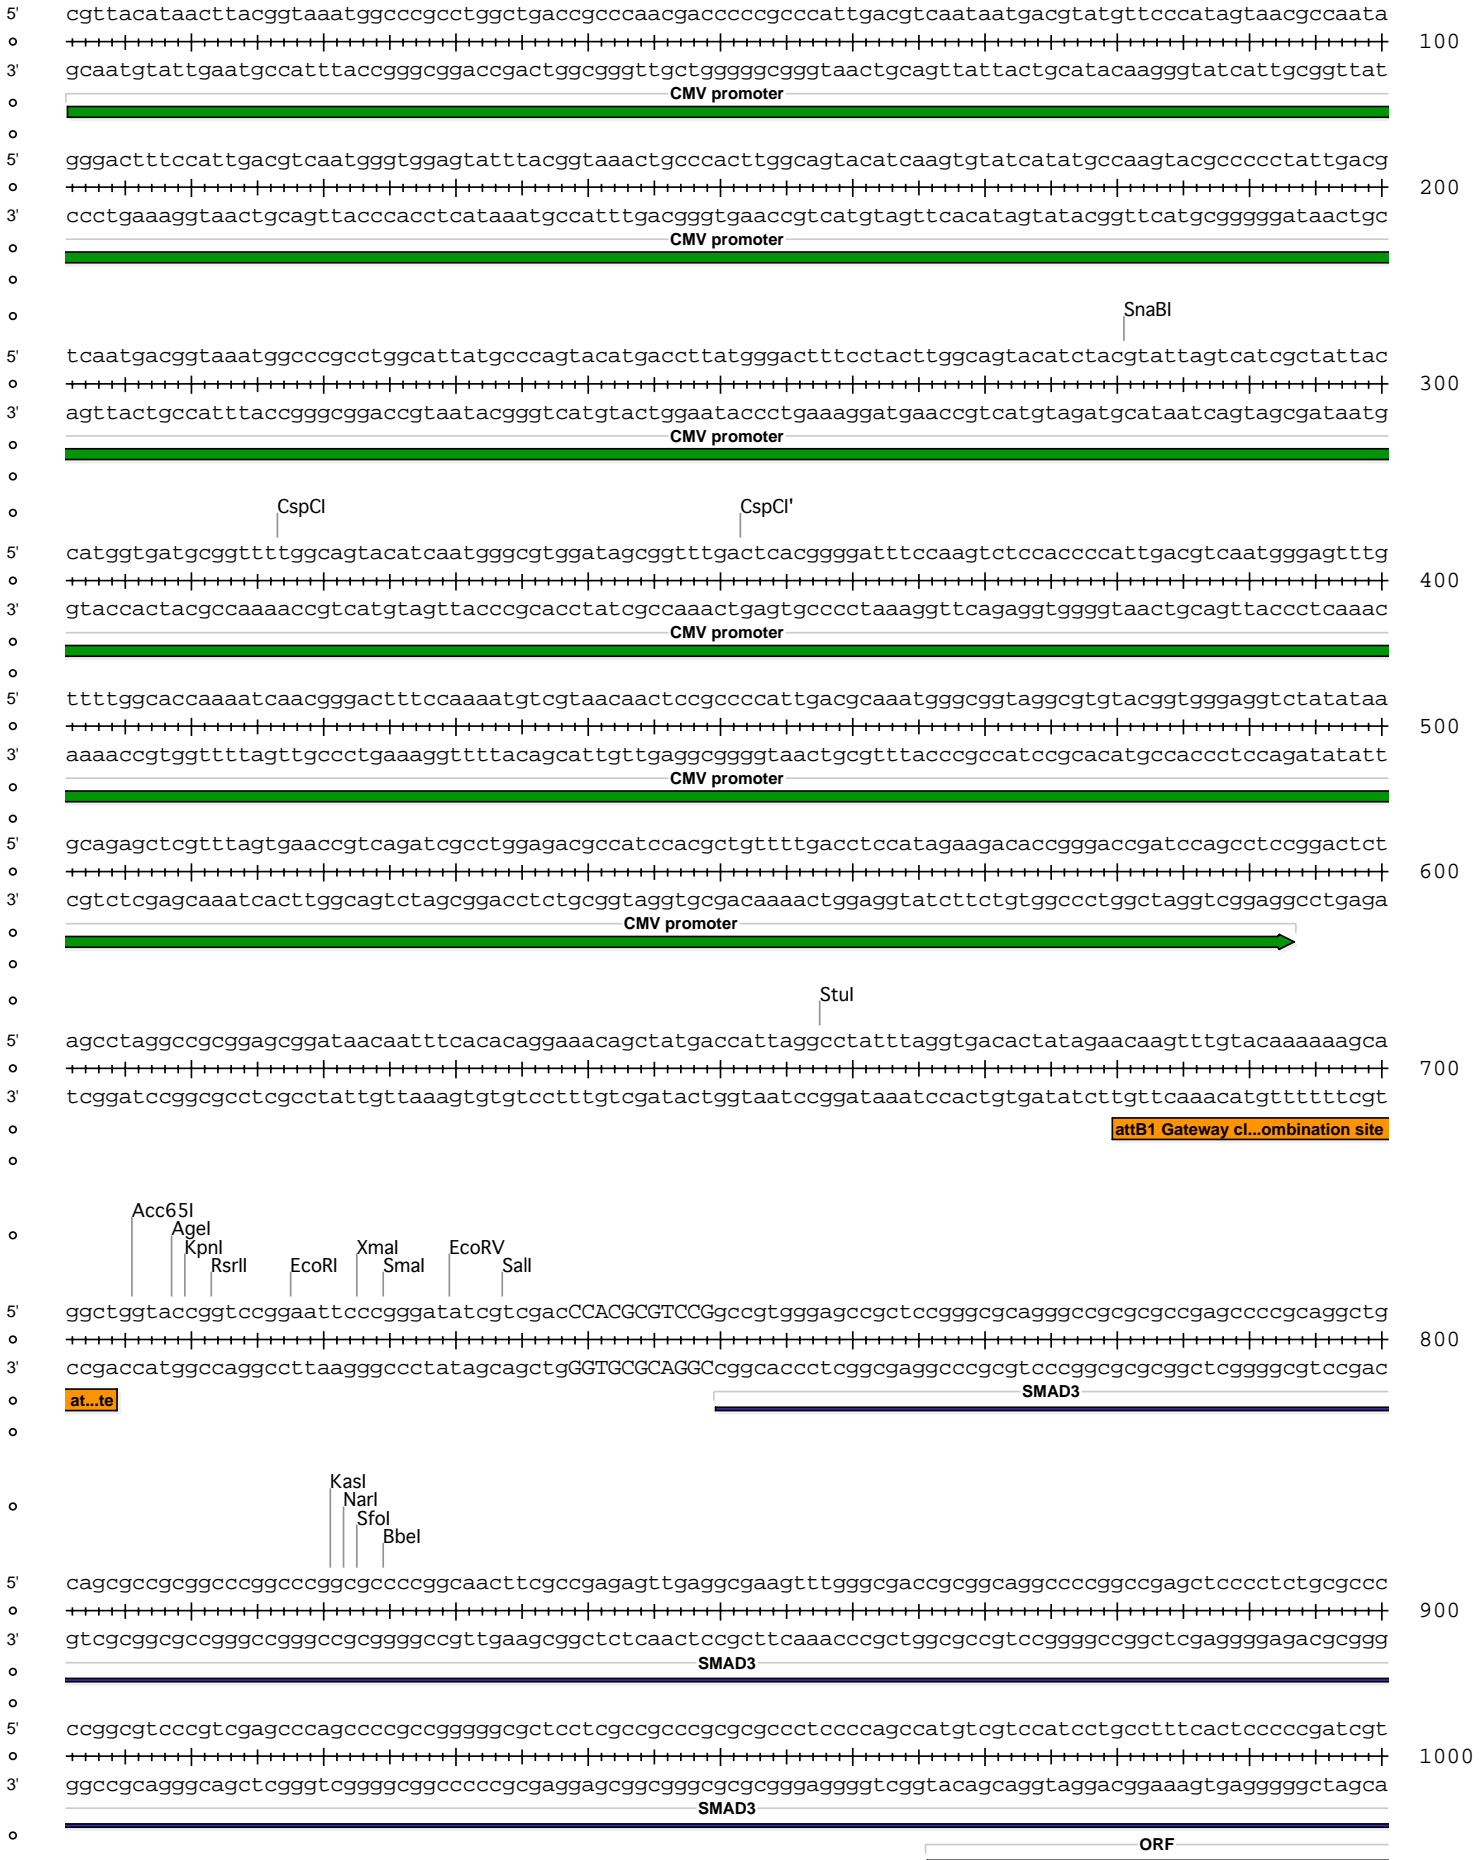 5' cgttacataacttacggtaaatggcccgcctggctgaccgcccaacgacccccgcccattgacgtcaataatgacgtatgttcccatagtaacgccaata
100
3' gcaatgtattgaatgccatttaccgggcggaccgactggcgggttgctgggggcgggtaactgcagttattactgcatacaagggtatcattgcggttat
CMV promoter
5' gggactttccattgacgtcaatgggtggagtatttacggtaaactgcccacttggcagtacatcaagtgtatcatatgccaagtacgccccctattgacg
200
3' ccctgaaaggtaactgcagttacccacctcataaatgccatttgacgggtgaaccgtcatgtagttcacatagtatacggttcatgcgggggataactgc
CMV promoter
SnaBI
5' tcaatgacggtaaatggcccgcctggcattatgcccagtacatgaccttatgggactttcctacttggcagtacatctacgtattagtcatcgctattac
300
3' agttactgccatttaccgggcggaccgtaatacgggtcatgtactggaataccctgaaaggatgaaccgtcatgtagatgcataatcagtagcgataatg
CMV promoter
CspCI CspCI'
5' catggtgatgcggttttggcagtacatcaatgggcgtggatagcggtttgactcacggggatttccaagtctccaccccattgacgtcaatgggagtttg
400
3' gtaccactacgccaaaaccgtcatgtagttacccgcacctatcgccaaactgagtgcccctaaaggttcagaggtggggtaactgcagttaccctcaaac
CMV promoter
5' ttttggcaccaaaatcaacgggactttccaaaatgtcgtaacaactccgccccattgacgcaaatgggcggtaggcgtgtacggtgggaggtctatataa
500
3' aaaaccgtggttttagttgccctgaaaggttttacagcattgttgaggcggggtaactgcgtttacccgccatccgcacatgccaccctccagatatatt
CMV promoter
5' gcagagctcgtttagtgaaccgtcagatcgcctggagacgccatccacgctgttttgacctccatagaagacaccgggaccgatccagcctccggactct
600
3' cgtctcgagcaaatcacttggcagtctagcggacctctgcggtaggtgcgacaaaactggaggtatcttctgtggccctggctaggtcggaggcctgaga
CMV promoter
StuI
5' agcctaggccgcggagcggataacaatttcacacaggaaacagctatgaccattaggcctatttaggtgacactatagaacaagtttgtacaaaaaagca
700
3' tcggatccggcgcctcgcctattgttaaagtgtgtcctttgtcgatactggtaatccggataaatccactgtgatatcttgttcaaacatgttttttcgt
attB1 Gateway cl...ombination site
Acc65I
AgeI
KpnI XmaI EcoRV
RsrII EcoRI SmaI SalI
5' ggctggtaccggtccggaattcccgggatatcgtcgacCCACGCGTCCGgccgtgggagccgctccgggcgcagggccgcgcgccgagccccgcaggctg
800
3' ccgaccatggccaggccttaagggccctatagcagctgGGTGCGCAGGCcggcaccctcggcgaggcccgcgtcccggcgcgcggctcggggcgtccgac
at...te SMAD3
KasI
NarI
SfoI
BbeI
5' cagcgccgcggcccggcccggcgccccggcaacttcgccgagagttgaggcgaagtttgggcgaccgcggcaggccccggccgagctcccctctgcgccc
900
3' gtcgcggcgccgggccgggccgcggggccgttgaagcggctctcaactccgcttcaaacccgctggcgccgtccggggccggctcgaggggagacgcggg
SMAD3
5' ccggcgtcccgtcgagcccagccccgccgggggcgctcctcgccgcccgcgcgccctccccagccatgtcgtccatcctgcctttcactcccccgatcgt
1000
3' ggccgcagggcagctcgggtcggggcggcccccgcgaggagcggcgggcgcgcgggaggggtcggtacagcaggtaggacggaaagtgagggggctagca
SMAD3
ORF